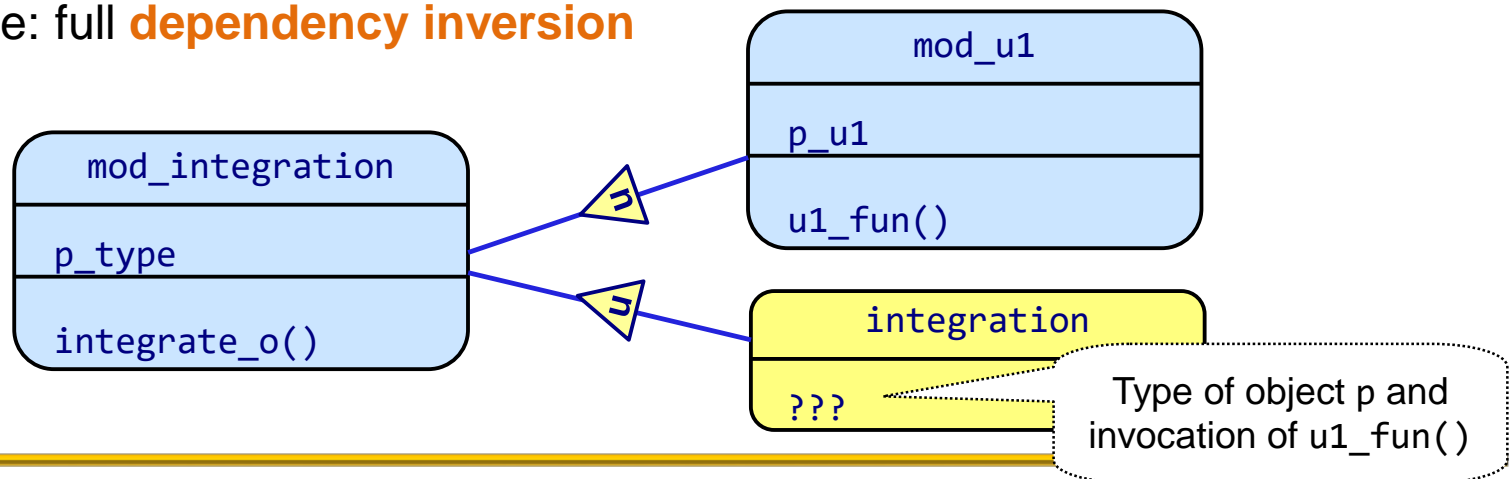 e: full dependency inversion
mod_u1
p_u1
u1_fun()
mod_integration
p_type
integrate_o()
u
u
integration
???
Type of object p and
invocation of u1_fun()